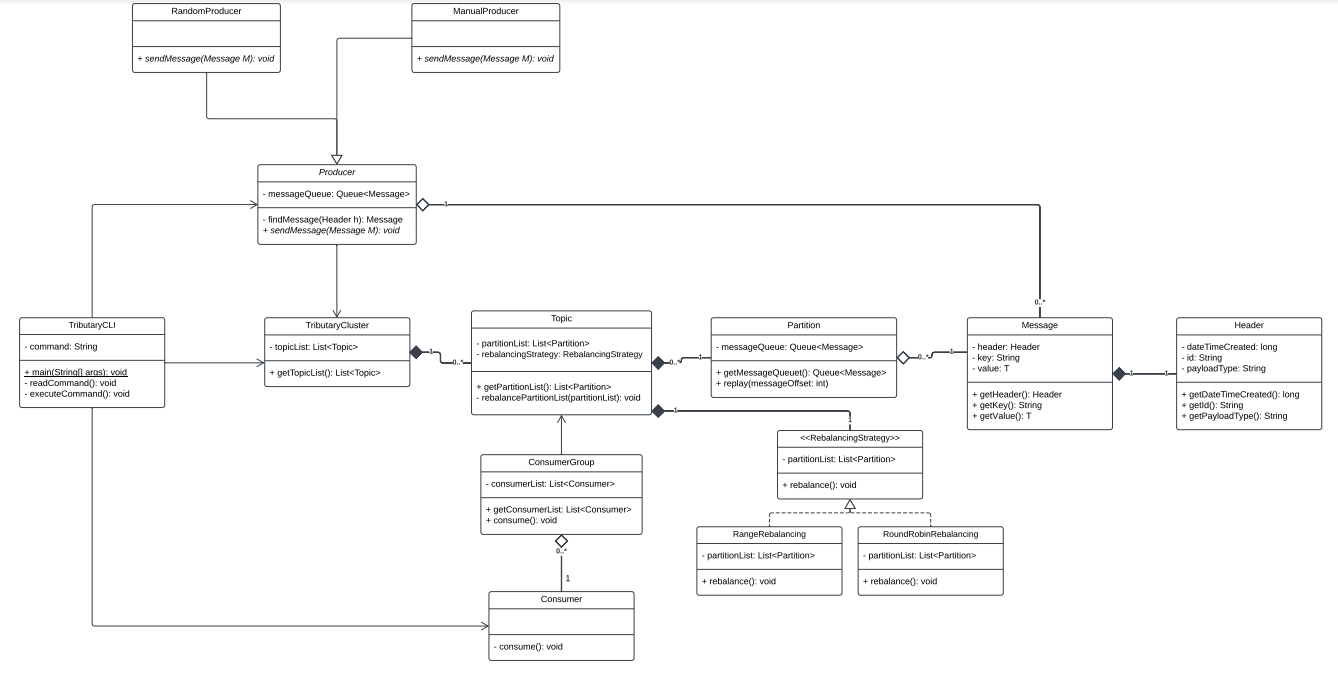 RandomProducer
+ sendMessage(Message M): void
ManualProducer
+ sendMessage(Message M): void
Producer
- messageQueue: Queue<Message>
- findMessage(Header h): Message
+ sendMessage(Message M): void
1
0..*
TributaryCLI
- command: String
+ main(String[] args): void
- readCommand(): void
- executeCommand(): void
TributaryCluster
- topicList: List<Topic>
+ getTopicList(): List<Topic>
1
0..*
Topic
- partitionList: List<Partition>
- rebalancingStrategy: RebalancingStrategy
+ getPartitionList(): List<Partition>
- rebalancePartitionList(partitionList): void
0..*
1
1
1
Partition
- messageQueue: Queue<Message>
+ getMessageQueuet(): Queue<Message>
+ replay(messageOffset: int)
0..*
1
Message
- header: Header
- key: String
- value: T
+ getHeader(): Header
+ getKey(): String
+ getValue(): T
1
1
Header
- dateTimeCreated: long
- id: String
- payloadType: String
+ getDateTimeCreated(): long
+ getId(): String
+ getPayloadType(): String
<<RebalancingStrategy>>
- partitionList: List<Partition>
+ rebalance(): void
RangeRebalancing
- partitionList: List<Partition>
+ rebalance(): void
RoundRobinRebalancing
- partitionList: List<Partition>
+ rebalance(): void
ConsumerGroup
- consumerList: List<Consumer>
+ getConsumerList: List<Consumer>
+ consume(): void
0..*
1
Consumer
- consume(): void